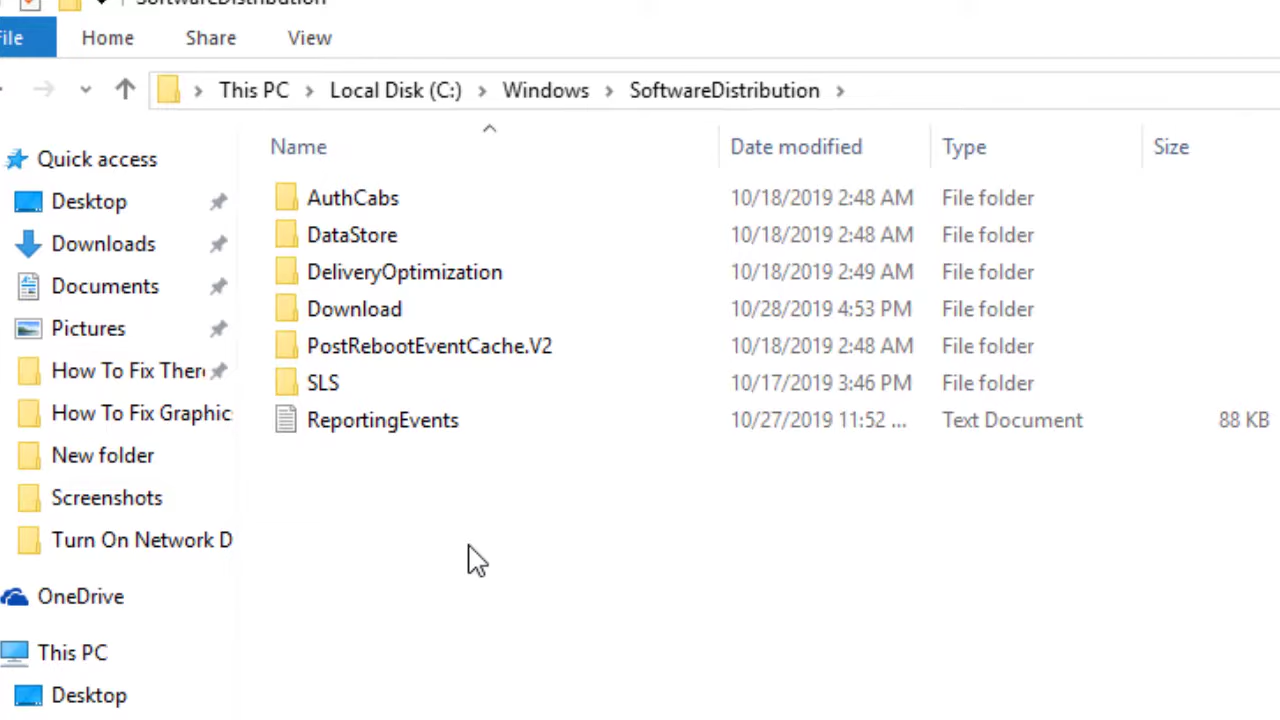 SoftwareDistribution
File Home Share View
This PC Local Disk (C:) Windows SoftwareDistribution
Name Date modified Type Size
Quick access
Desktop
Downloads
Documents
Pictures
How To Fix Ther
How To Fix Graphic
New folder
Screenshots
Turn On Network D
OneDrive
This PC
Desktop
AuthCabs 10/18/2019 2:48 AM File folder
DataStore 10/18/2019 2:48 AM File folder
DeliveryOptimization 10/18/2019 2:49 AM File folder
Download 10/28/2019 4:53 PM File folder
PostRebootEventCache.V2 10/18/2019 2:48 AM File folder
SLS 10/17/2019 3:46 PM File folder
ReportingEvents 10/27/2019 11:52 ... Text Document 88 KB